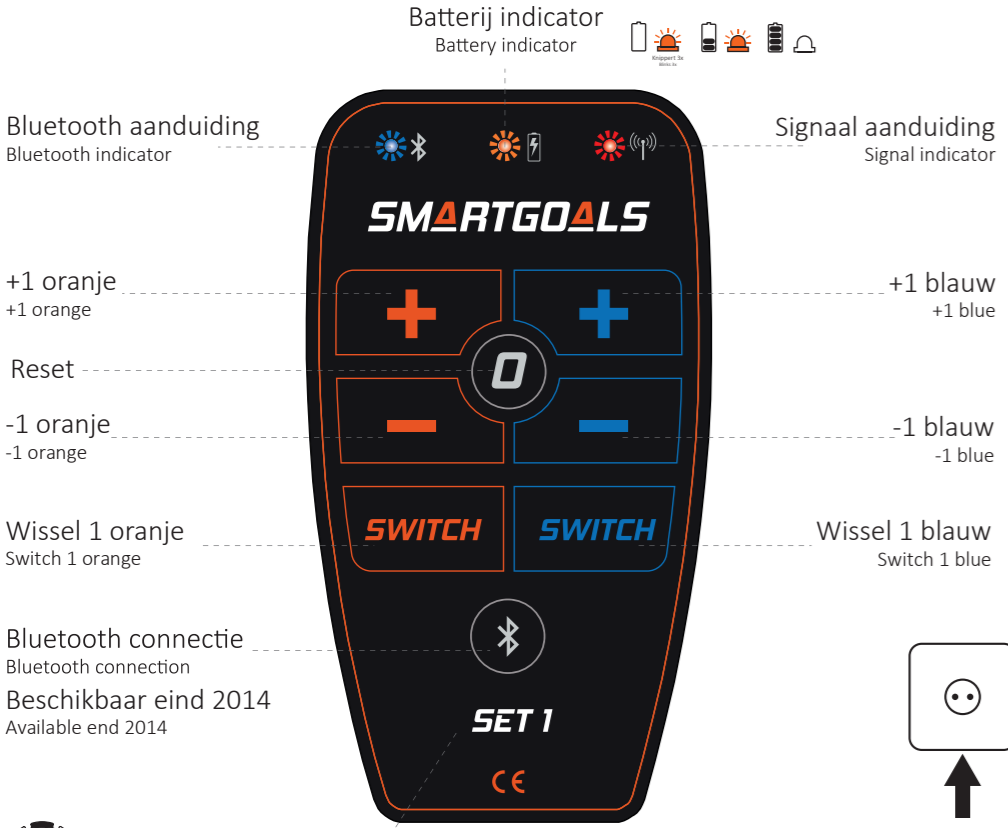 Batterij indicator
Battery indicator
Knippert 3x
Blinks 3x
Bluetooth aanduiding
Bluetooth indicator
Signaal aanduiding
Signal indicator
SMARTGOALS
+1 oranje
+1 orange
+1 blauw
+1 blue
Reset
0
-1 oranje
-1 orange
-1 blauw
-1 blue
Wissel 1 oranje
Switch 1 orange
SWITCH
SWITCH
Wissel 1 blauw
Switch 1 blue
Bluetooth connectie
Bluetooth connection
Beschikbaar eind 2014
Available end 2014
SET 1
CE